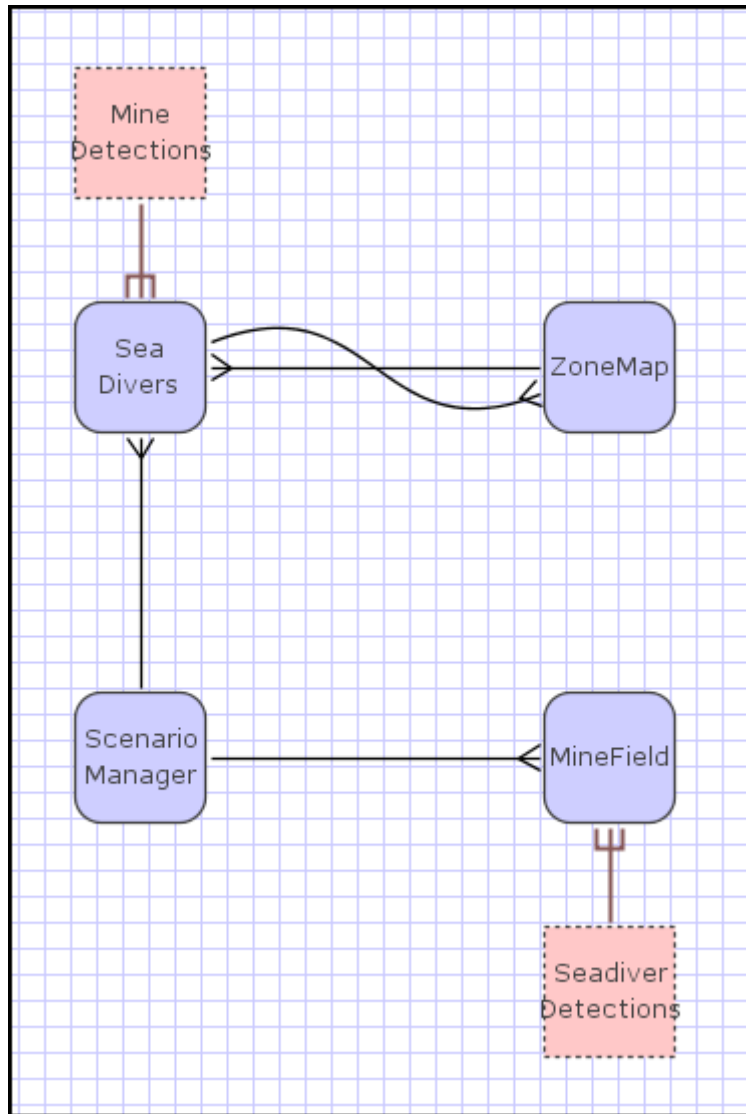 Mine
Detections
Sea
Divers
ZoneMap
Scenario
Manager
MineField
Seadiver
Detections